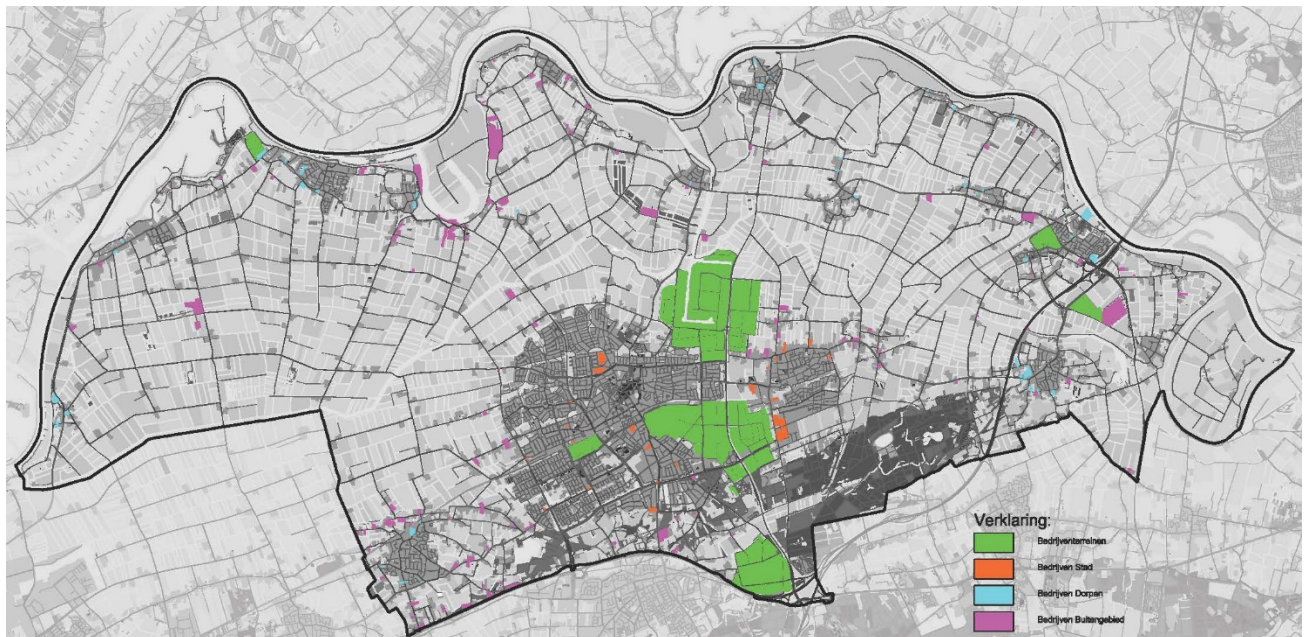 Verklaring:
Bedrijventerreinen
Bedrijven Stad
Bedrijven Dorpen
Bedrijven Buitengebied